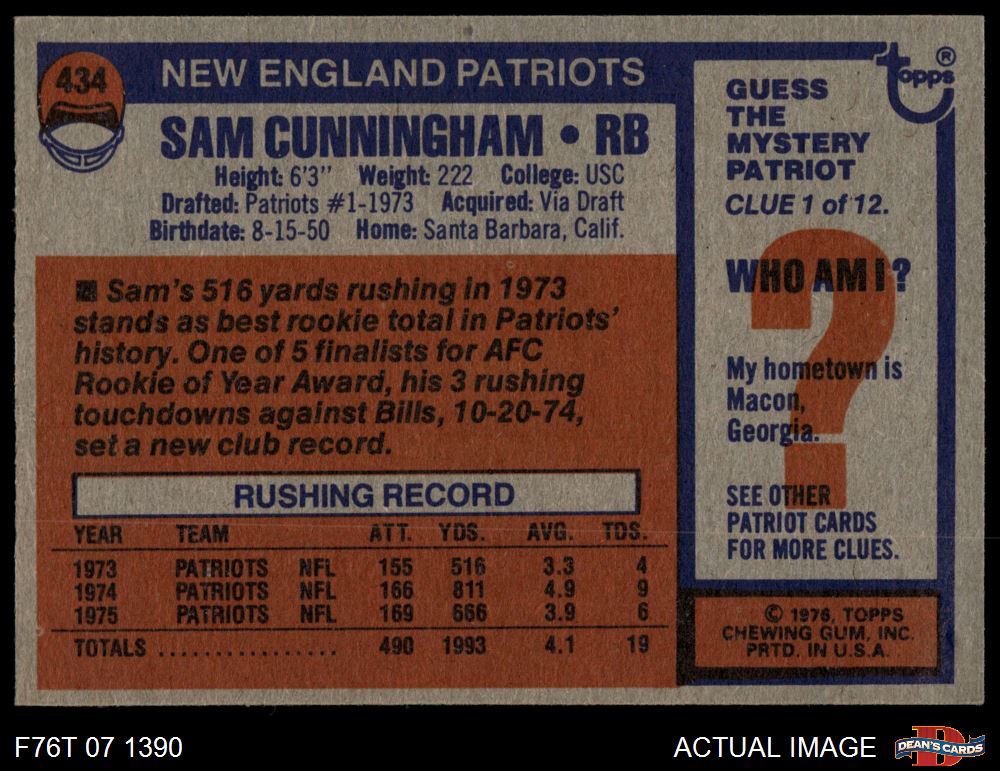 434
NEW ENGLAND PATRIOTS
SAM CUNNINGHAM • RB
Height: 6'3" Weight: 222 College: USC
Drafted: Patriots #1-1973 Acquired: Via Draft
Birthdate: 8-15-50 Home: Santa Barbara, Calif.
■ Sam's 516 yards rushing in 1973
stands as best rookie total in Patriots'
history. One of 5 finalists for AFC
Rookie of Year Award, his 3 rushing
touchdowns against Bills, 10-20-74,
set a new club record.
RUSHING RECORD
YEAR TEAM ATT. YDS. AVG. TDS.
1973 PATRIOTS NFL 155 516 3.3 4
1974 PATRIOTS NFL 166 811 4.9 9
1975 PATRIOTS NFL 169 666 3.9 6
TOTALS ................. 490 1993 4.1 19
topps ®
GUESS
THE
MYSTERY
PATRIOT
CLUE 1 of 12.
WHO AM I ?
?
My hometown is
Macon,
Georgia.
SEE OTHER
PATRIOT CARDS
FOR MORE CLUES.
© 1976, TOPPS
CHEWING GUM, INC.
PRTD. IN U.S.A.
F76T 07 1390
ACTUAL IMAGE
D
DEAN'S CARDS